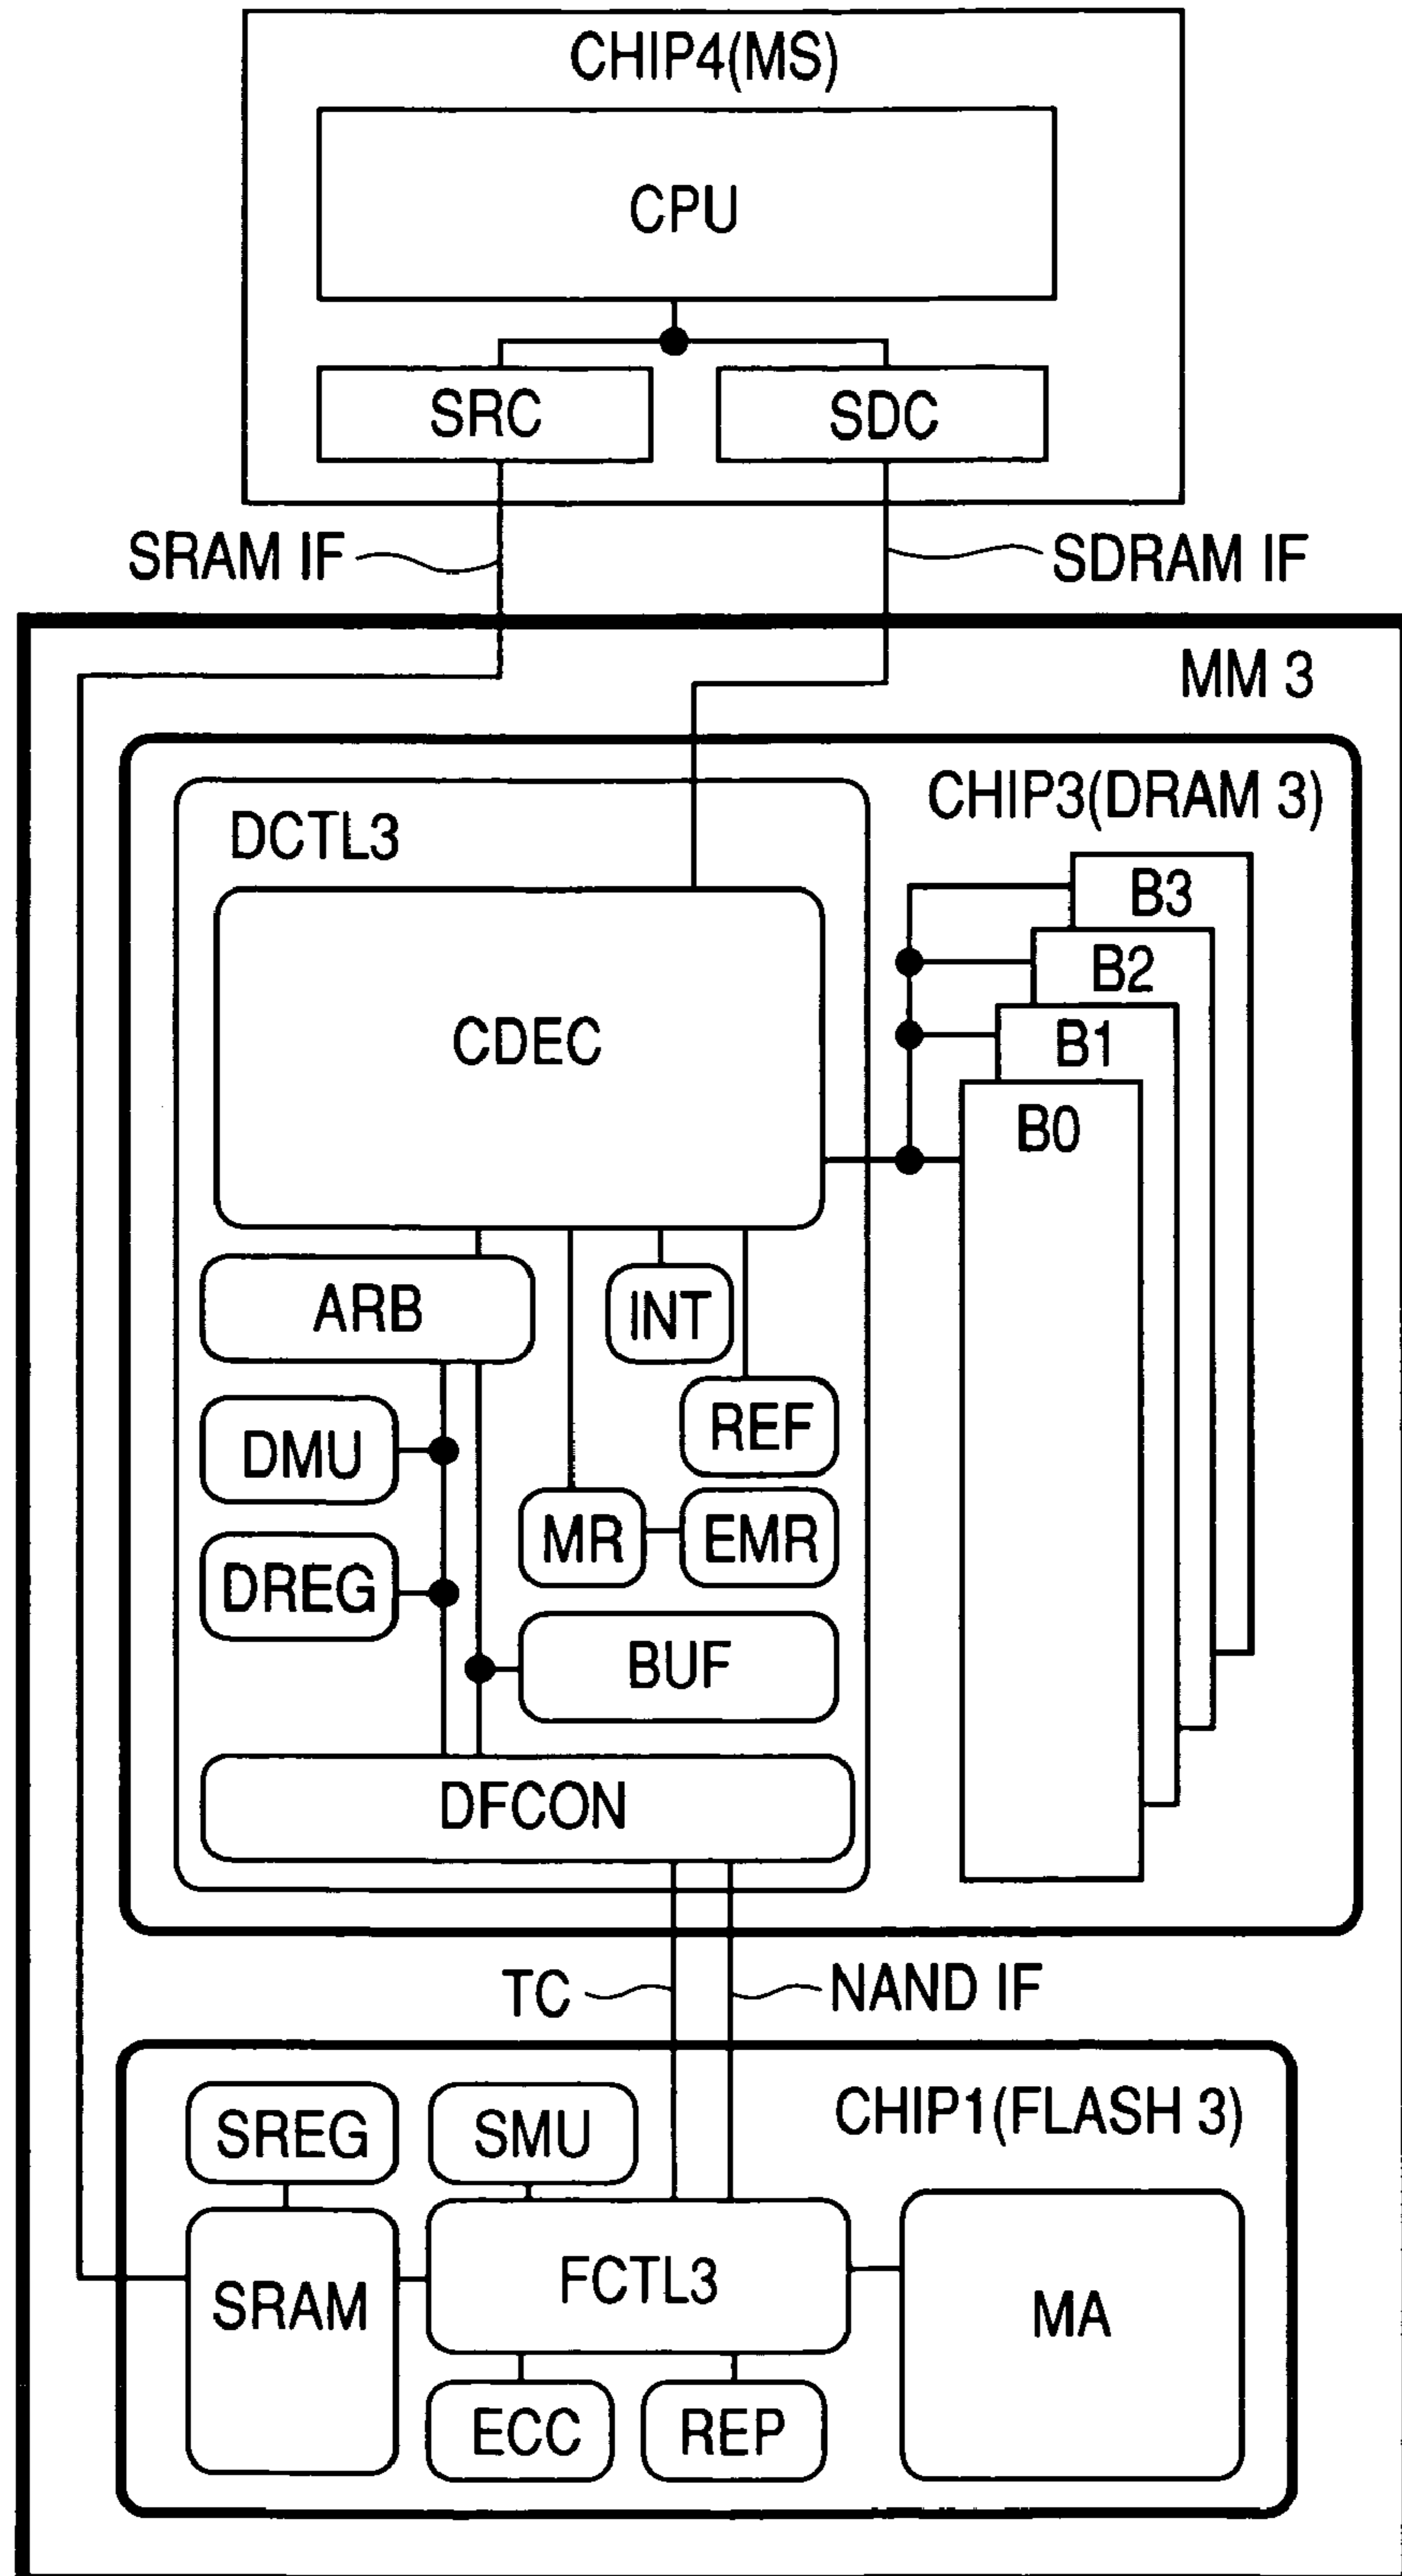 CHIP4(MS)
CPU
SRC
SDC
SRAM IF
SDRAM IF
MM 3
CHIP3(DRAM 3)
DCTL3
B3
B2
B1
B0
CDEC
ARB
INT
REF
DMU
MR
EMR
DREG
BUF
DFCON
TC
NAND IF
CHIP1(FLASH 3)
SREG
SMU
SRAM
FCTL3
MA
ECC
REP